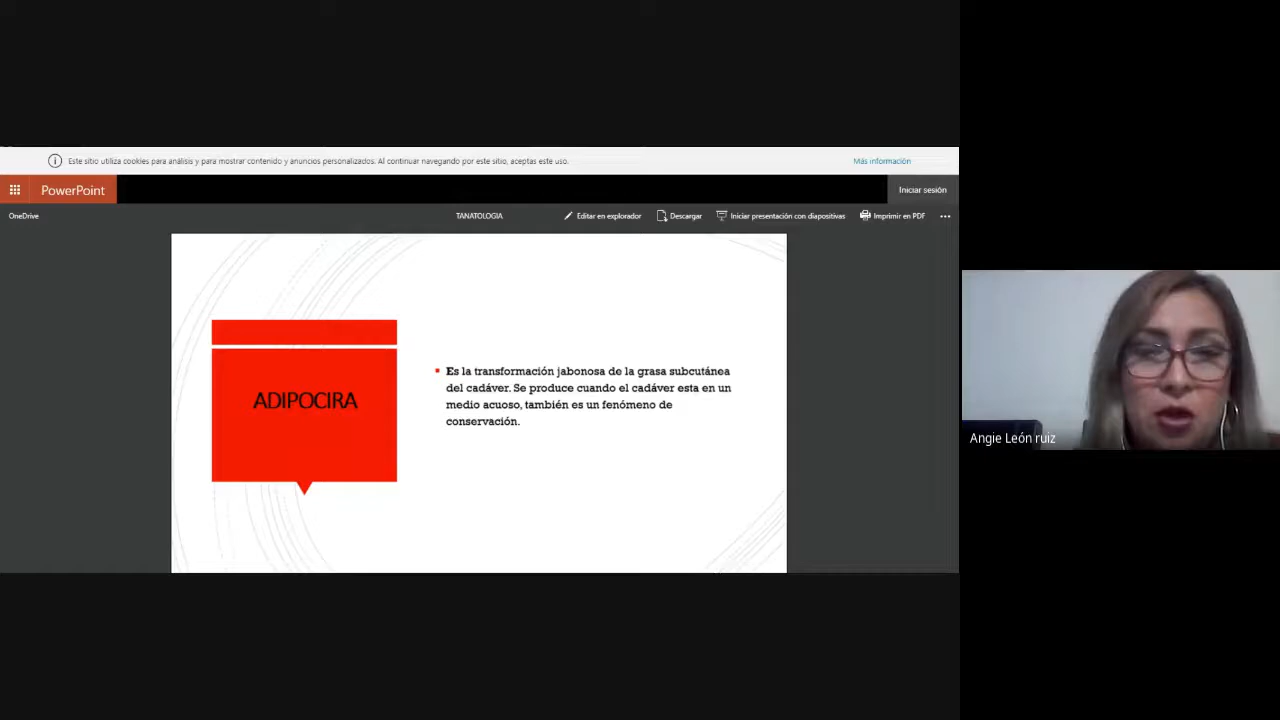 Este sitio utiliza cookies para análisis y para mostrar contenido y anuncios personalizados. Al continuar navegando por este sitio, aceptas este uso.
Más información
PowerPoint
Iniciar sesión
OneDrive
TANATOLOGIA
Editar en explorador
Descargar
Iniciar presentación con diapositivas
Imprimir en PDF
ADIPOCIRA
Es la transformación jabonosa de la grasa subcutánea
del cadáver. Se produce cuando el cadáver esta en un
medio acuoso, también es un fenómeno de
conservación.
Angie León ruiz